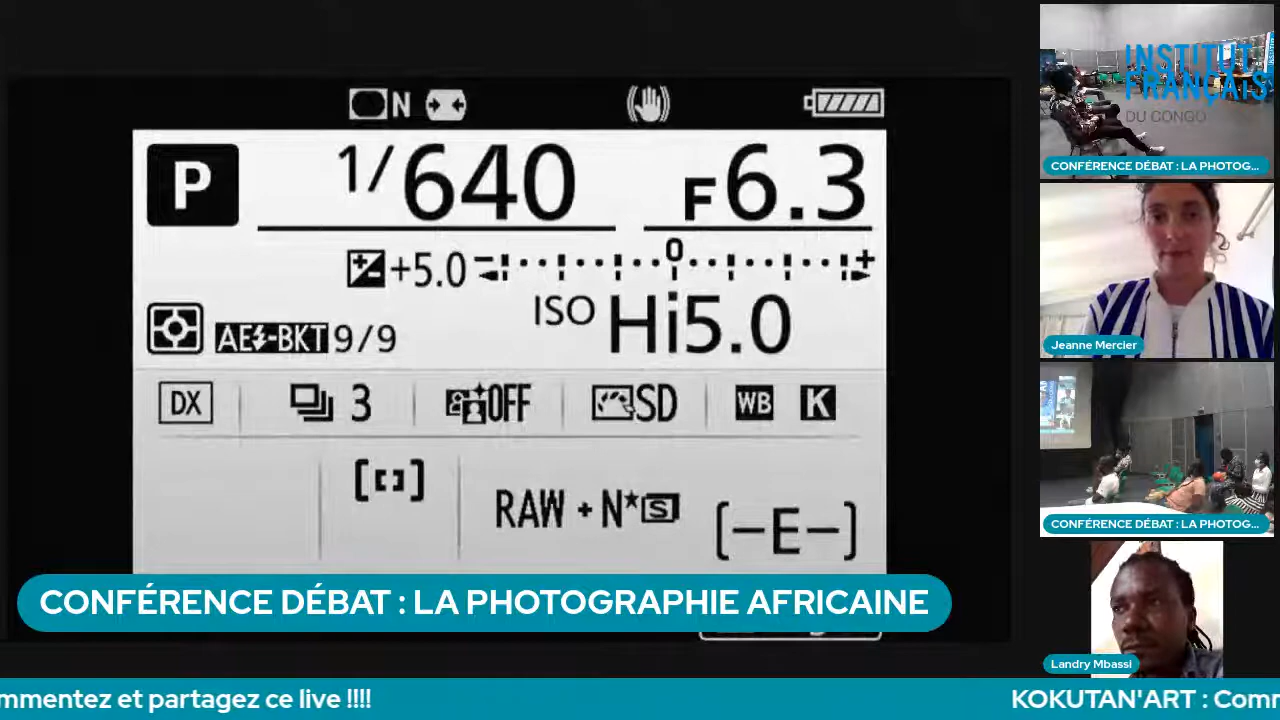 N
P
1/640
F6.3
+5.0
0
ISO Hi5.0
AE-BKT 9/9
DX
3
OFF
SD
WB
K
RAW + N★S
[-E-]
CONFÉRENCE DÉBAT : LA PHOTOGRAPHIE AFRICAINE
INSTITUT
FRANÇAIS
DU CONGO
CONFÉRENCE DÉBAT : LA PHOTOG...
Jeanne Mercier
CONFÉRENCE DÉBAT : LA PHOTOG...
Landry Mbassi
mmentez et partagez ce live !!!!
KOKUTAN'ART : Comm